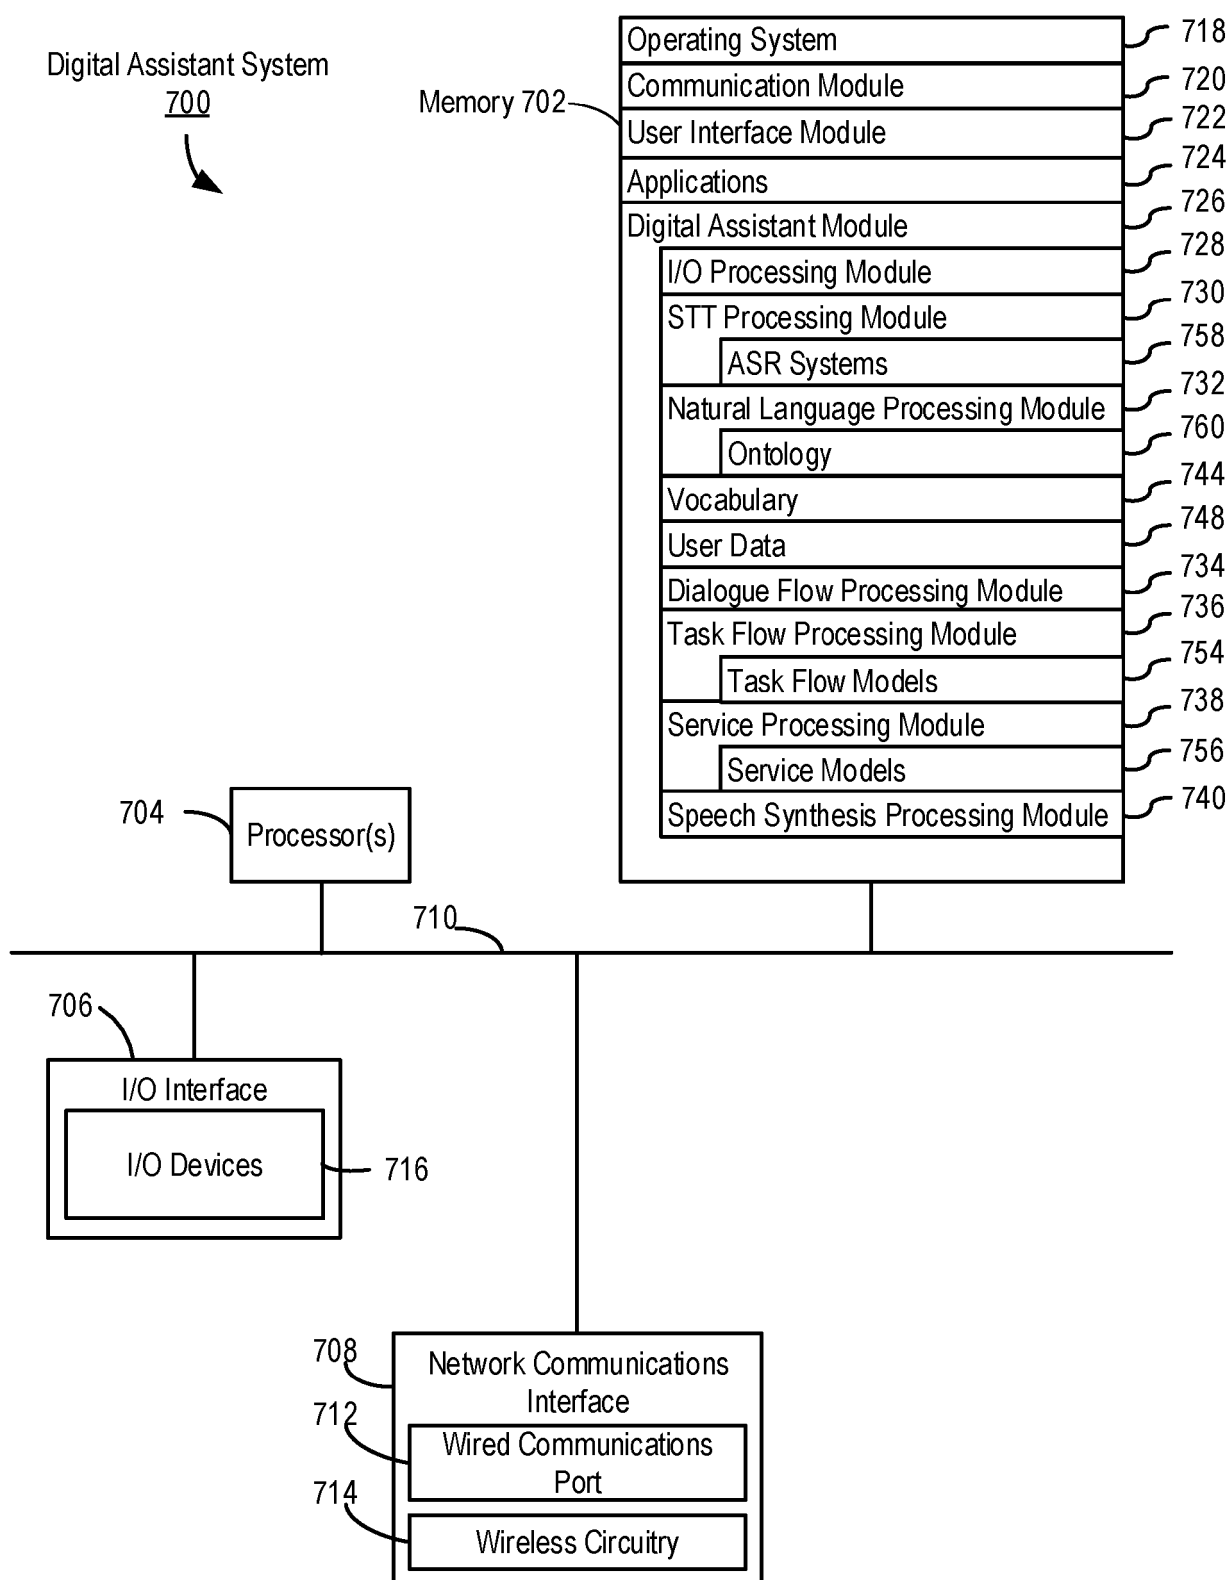 Digital Assistant System
700
Memory 702
Operating System 718
Communication Module 720
User Interface Module 722
Applications 724
Digital Assistant Module 726
I/O Processing Module 728
STT Processing Module 730
ASR Systems 758
Natural Language Processing Module 732
Ontology 760
Vocabulary 744
User Data 748
Dialogue Flow Processing Module 734
Task Flow Processing Module 736
Task Flow Models 754
Service Processing Module 738
Service Models 756
Speech Synthesis Processing Module 740
704
Processor(s)
710
706
I/O Interface
I/O Devices
716
708
Network Communications
Interface
712
Wired Communications
Port
714
Wireless Circuitry